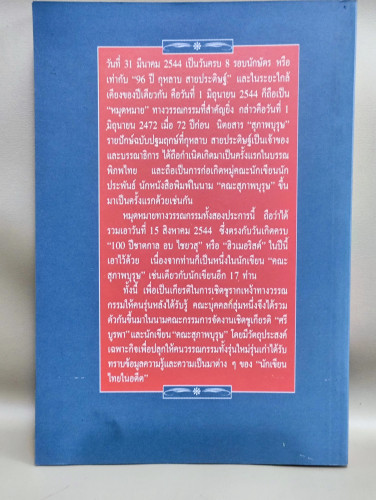 วันที่ 31 มีนาคม 2544 เป็นวันครบ 8 รอบนักษัตร หรือ
เท่ากับ “96 ปี กุหลาบ สายประดิษฐ์” และในระยะใกล้
เคียงของปีเดียวกัน คือวันที่ 1 มิถุนายน 2544 ก็ถือเป็น
“หมุดหมาย” ทางวรรณกรรมที่สำคัญยิ่ง กล่าวคือวันที่ 1
มิถุนายน 2472 เมื่อ 72 ปีก่อน นิตยสาร “สุภาพบุรุษ”
รายปักษ์ฉบับปฐมฤกษ์ที่กุหลาบ สายประดิษฐ์เป็นเจ้าของ
และบรรณาธิการ ได้ถือกำเนิดเกิดมาเป็นครั้งแรกในบรรณ
พิภพไทย และถือเป็นการก่อเกิดหมู่คณะนักเขียนนัก
ประพันธ์ นักหนังสือพิมพ์ในนาม “คณะสุภาพบุรุษ” ขึ้น
มาเป็นครั้งแรกด้วยเช่นกัน
หมุดหมายทางวรรณกรรมทั้งสองประการนี้ ถือว่าได้
รวมเอาวันที่ 15 สิงหาคม 2544 ซึ่งตรงกับวันเกิดครบ
“100 ปีชาตกาล อบ ไชยวสุ” หรือ “ฮิวเมอริสต์” ในปีนี้
เอาไว้ด้วย เนื่องจากท่านก็เป็นหนึ่งในนักเขียน “คณะ
สุภาพบุรุษ” เช่นเดียวกับนักเขียนอีก 17 ท่าน
ทั้งนี้ เพื่อเป็นเกียรติในการเชิดชูรากเหง้าทางวรรณ
กรรมให้คนรุ่นหลังได้รับรู้ คณะบุคคลกลุ่มหนึ่งจึงได้รวม
ตัวกันขึ้นมาในนามคณะกรรมการจัดงานเชิดชูเกียรติ “ศรี
บูรพา” และนักเขียน “คณะสุภาพบุรุษ” โดยมีวัตถุประสงค์
เฉพาะกิจเพื่อปลุกให้คนวรรณกรรมทั้งรุ่นใหม่รุ่นเก่าได้รับ
ทราบข้อมูลความรู้และความเป็นมาต่าง ๆ ของ “นักเขียน
ไทยในอดีต”